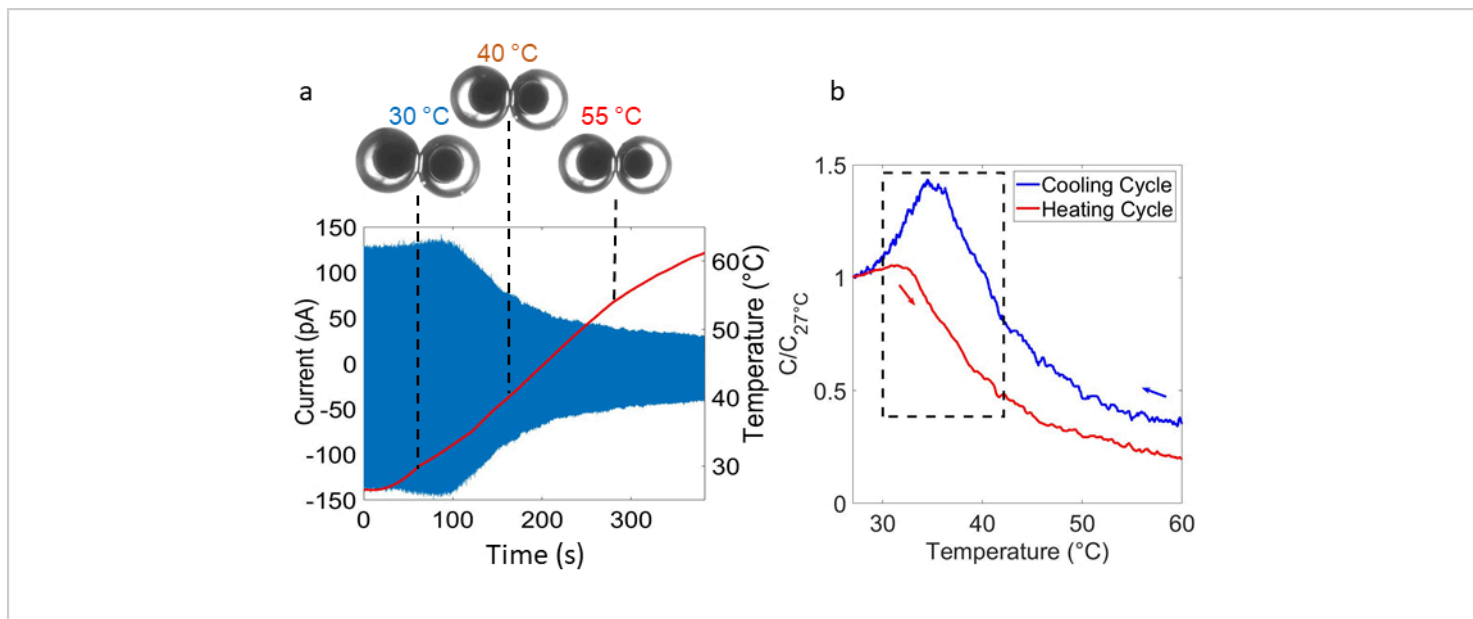 a
30 °C
40 °C
55 °C
150
100
50
0
-50
-100
-150
Current (pA)
0
100
200
300
Time (s)
60
50
40
30
Temperature (°C)
b
1.5
1
0.5
0
C/C27°C
Cooling Cycle
Heating Cycle
30
40
50
60
Temperature (°C)